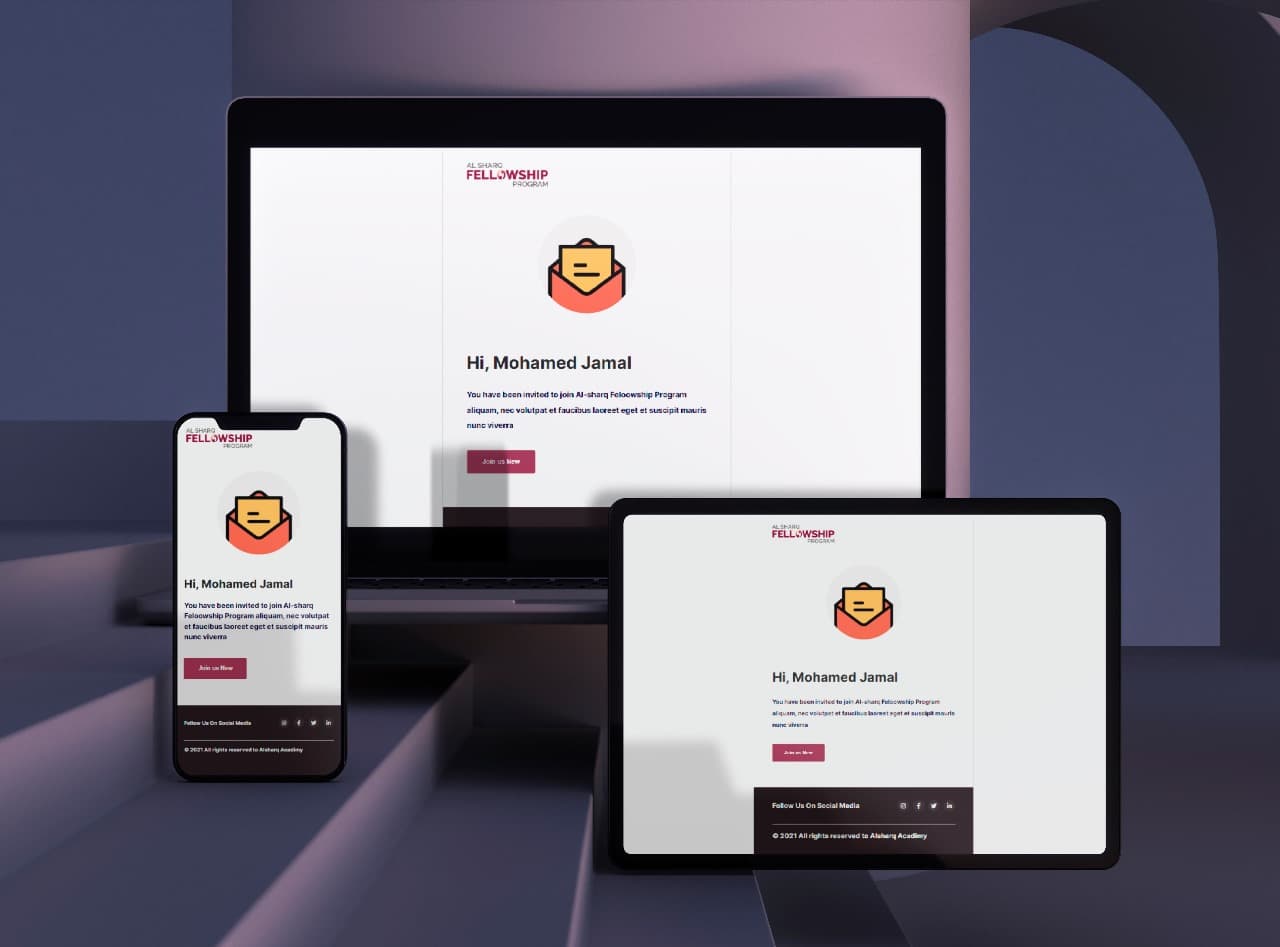 AL SHARQ
FELLOWSHIP
PROGRAM
Hi, Mohamed Jamal
You have been invited to join Al-sharq Feloowship Program
aliquam, nec volutpat et faucibus laoreet eget et suscipit mauris
nunc viverra
Join us New
AL SHARQ
FELLOWSHIP
PROGRAM
Hi, Mohamed Jamal
You have been invited to join Al-sharq
Feloowship Program aliquam, nec volutpat
et faucibus laoreet eget et suscipit mauris
nunc viverra
Join us New
Follow Us On Social Media
© 2021 All rights reserved to Alsharq Acadimy
AL SHARQ
FELLOWSHIP
PROGRAM
Hi, Mohamed Jamal
You have been invited to join Al-sharq Feloowship Program
aliquam, nec volutpat et faucibus laoreet eget et suscipit mauris
nunc viverra
Join us New
Follow Us On Social Media
© 2021 All rights reserved to Alsharq Acadimy